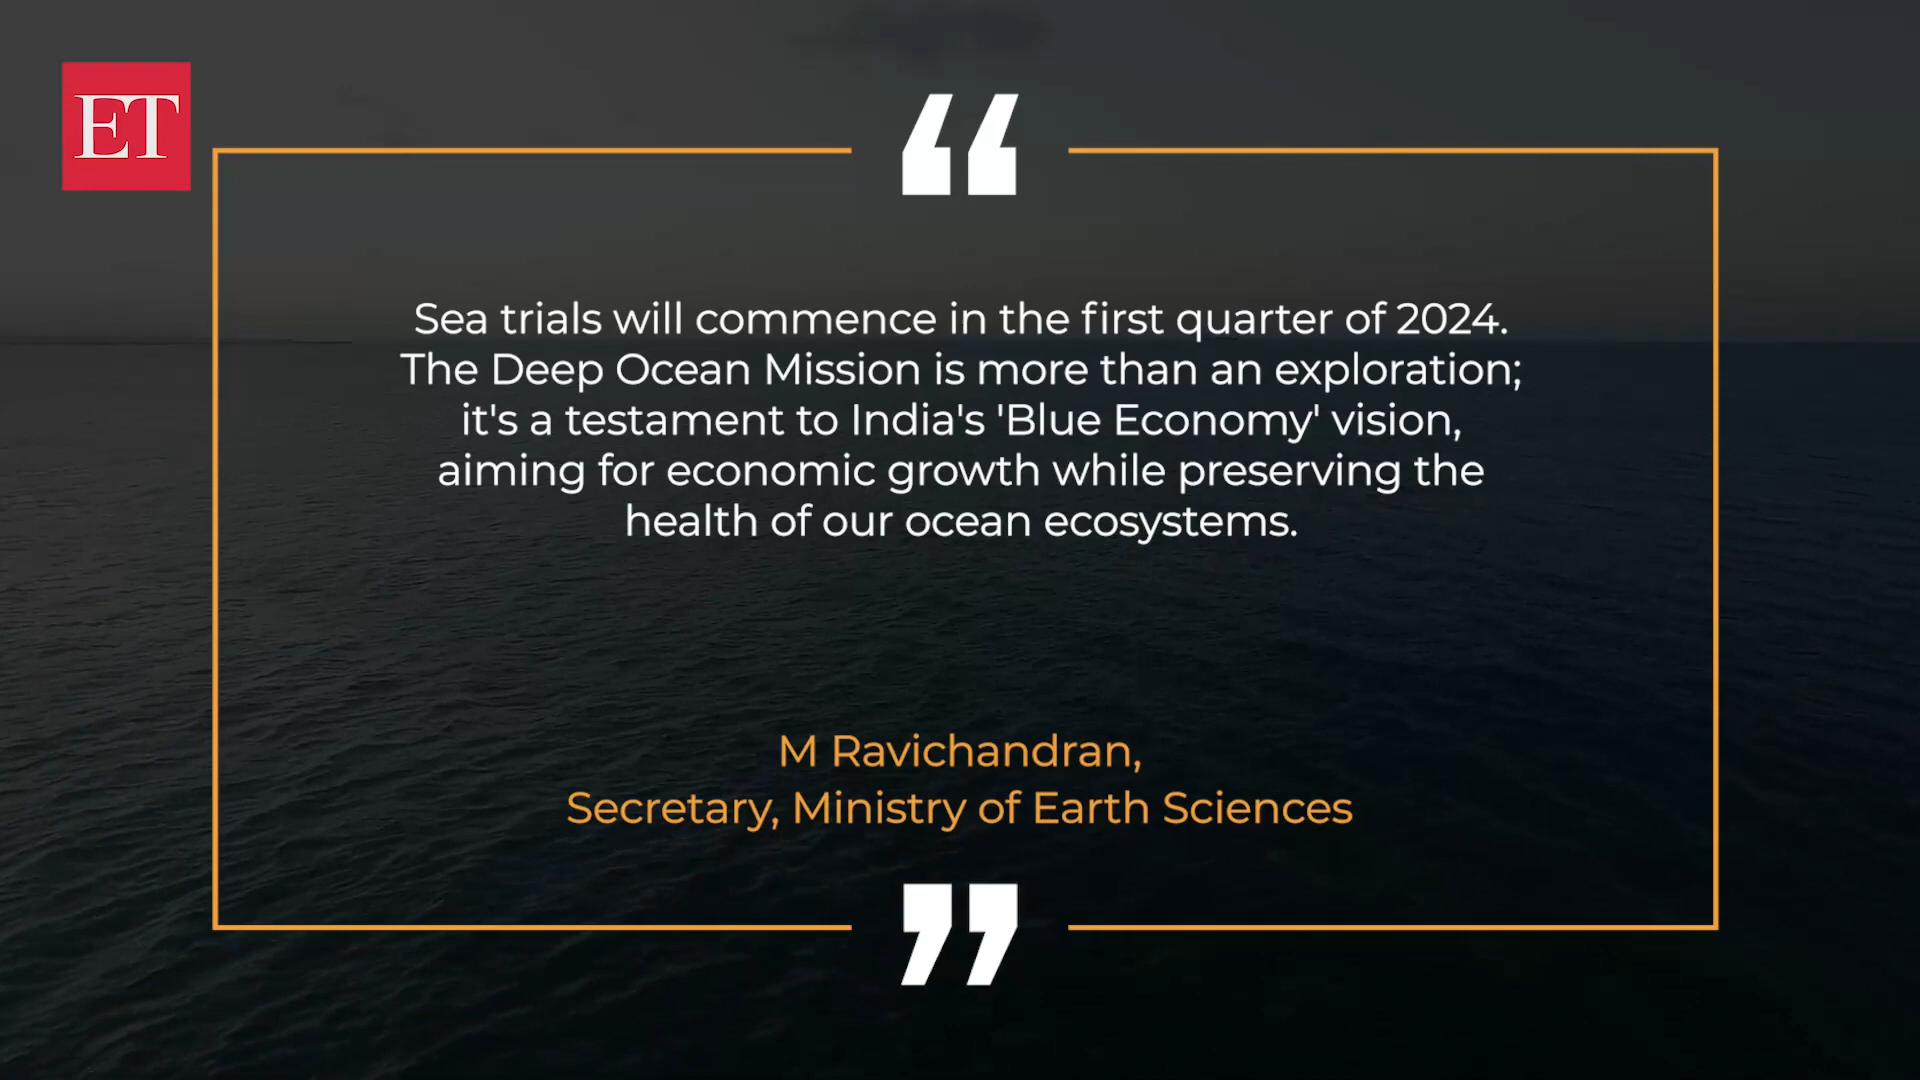 ET
“
Sea trials will commence in the first quarter of 2024.
The Deep Ocean Mission is more than an exploration;
it's a testament to India's 'Blue Economy' vision,
aiming for economic growth while preserving the
health of our ocean ecosystems.
M Ravichandran,
Secretary, Ministry of Earth Sciences
”